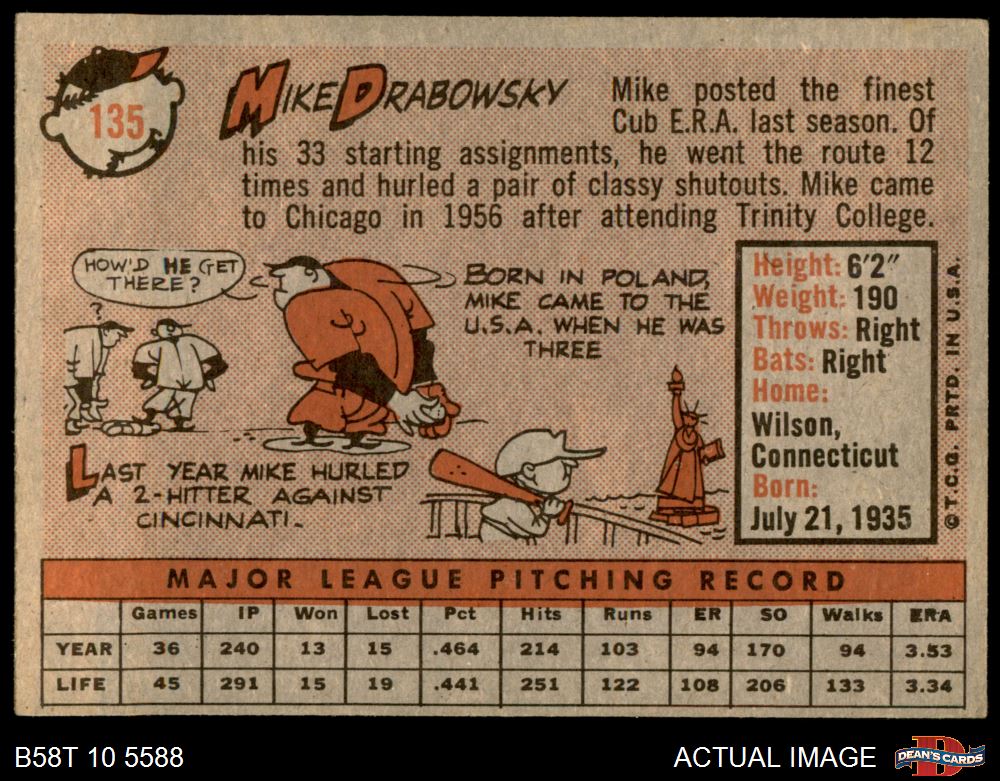 135
MIKE DRABOWSKY
Mike posted the finest
Cub E.R.A. last season. Of
his 33 starting assignments, he went the route 12
times and hurled a pair of classy shutouts. Mike came
to Chicago in 1956 after attending Trinity College.
HOW'D HE GET
THERE?
?
BORN IN POLAND,
MIKE CAME TO THE
U.S.A. WHEN HE WAS
THREE
LAST YEAR MIKE HURLED
A 2-HITTER AGAINST
CINCINNATI.
Height: 6'2"
Weight: 190
Throws: Right
Bats: Right
Home:
Wilson,
Connecticut
Born:
July 21, 1935
© T.C.G. PRTD. IN U.S.A.
MAJOR LEAGUE PITCHING RECORD
Games IP Won Lost Pct Hits Runs ER SO Walks ERA
YEAR 36 240 13 15 .464 214 103 94 170 94 3.53
LIFE 45 291 15 19 .441 251 122 108 206 133 3.34
B58T 10 5588
ACTUAL IMAGE
D
DEAN'S CARDS